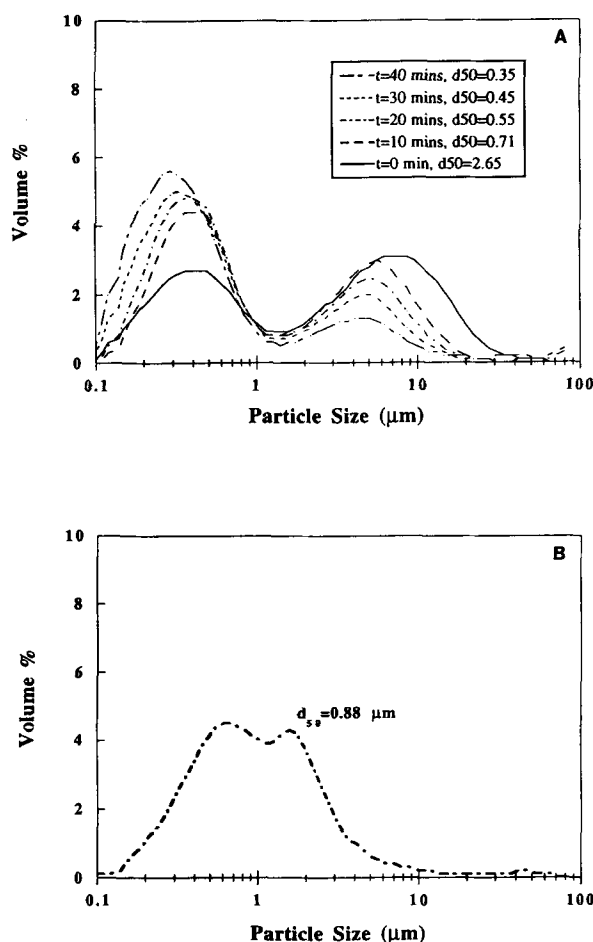 10
A
8
6
4
2
0
Volume %
t=40 mins, d50=0.35
t=30 mins, d50=0.45
t=20 mins, d50=0.55
t=10 mins, d50=0.71
t=0 min, d50=2.65
0.1
1
10
100
Particle Size (μm)
10
B
8
6
4
2
0
Volume %
d50=0.88 μm
0.1
1
10
100
Particle Size (μm)